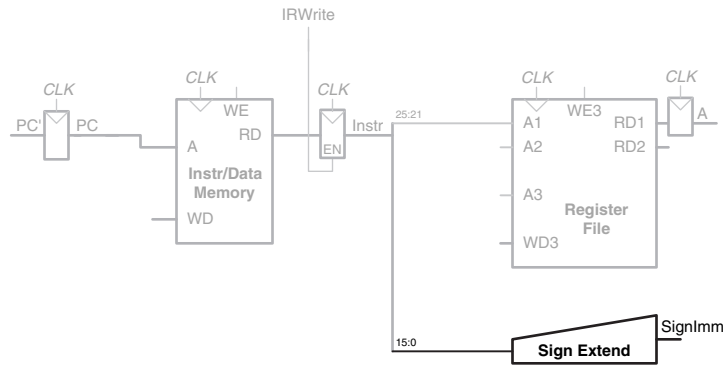 IRWrite
CLK
CLK
CLK
CLK
CLK
PC'
PC
WE
A
RD
Instr/Data
Memory
WD
EN
Instr
25:21
WE3
A1
RD1
A
A2
RD2
A3
Register
File
WD3
15:0
Sign Extend
SignImm